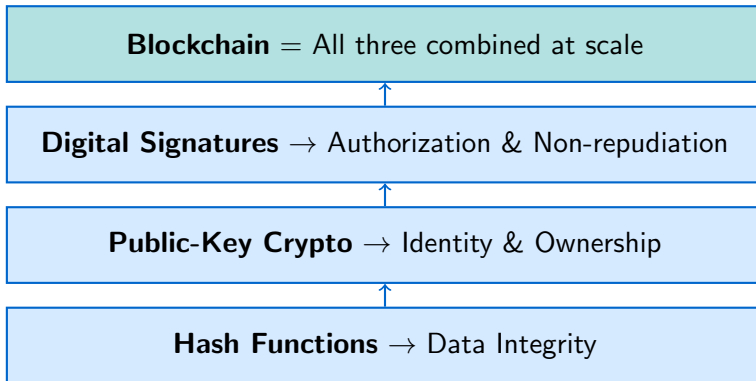 Blockchain = All three combined at scale
Digital Signatures → Authorization & Non-repudiation
Public-Key Crypto → Identity & Ownership
Hash Functions → Data Integrity